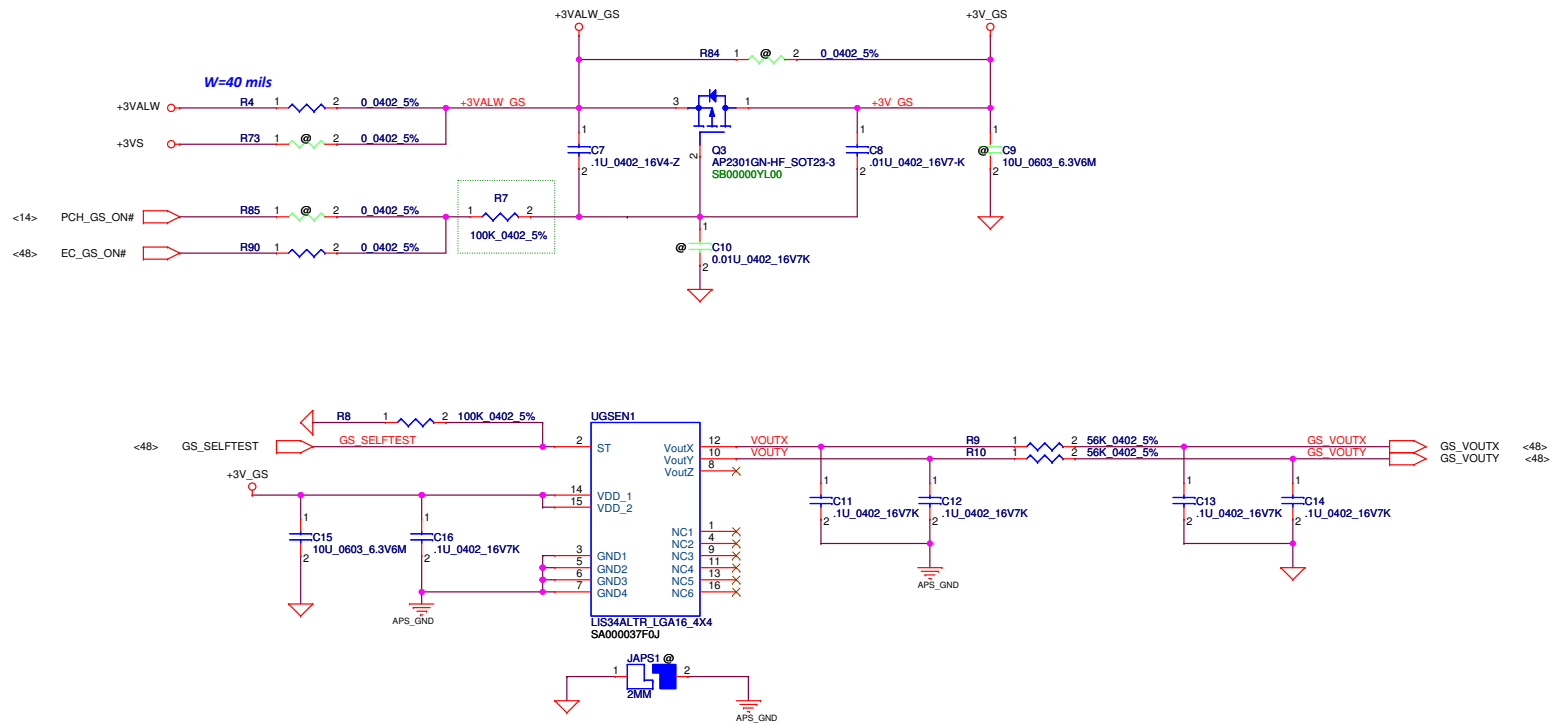 +3VALW_GS
+3V_GS
R84 1 @ 2 0_0402_5%
W=40 mils
+3VALW R4 1 2 0_0402_5% +3VALW_GS 3 1 +3V_GS
+3VS R73 1 @ 2 0_0402_5%
1 C7 .1U_0402_16V4-Z 2
2 Q3
AP2301GN-HF_SOT23-3
SB00000YL00
1 C8 .01U_0402_16V7-K 2
1 @ C9 10U_0603_6.3V6M 2
<14> PCH_GS_ON# R85 1 @ 2 0_0402_5%
R7
1 2
100K_0402_5%
<48> EC_GS_ON# R90 1 2 0_0402_5%
1 @ C10 0.01U_0402_16V7K 2
R8 1 2 100K_0402_5%
UGSEN1
<48> GS_SELFTEST GS_SELFTEST 2 ST
+3V_GS
14 VDD_1
15 VDD_2
3 GND1
5 GND2
6 GND3
7 GND4
VoutX 12 VOUTX R9 1 2 56K_0402_5% GS_VOUTX GS_VOUTX <48>
VoutY 10 VOUTY R10 1 2 56K_0402_5% GS_VOUTY GS_VOUTY <48>
VoutZ 8
NC1 1
NC2 4
NC3 9
NC4 11
NC5 13
NC6 16
1 C15 10U_0603_6.3V6M 2
1 C16 .1U_0402_16V7K 2
APS_GND
1 C11 .1U_0402_16V7K 2
1 C12 .1U_0402_16V7K 2
APS_GND
1 C13 .1U_0402_16V7K 2
1 C14 .1U_0402_16V7K 2
LIS34ALTR_LGA16_4X4
SA000037F0J
JAPS1 @
1 2
2MM
APS_GND